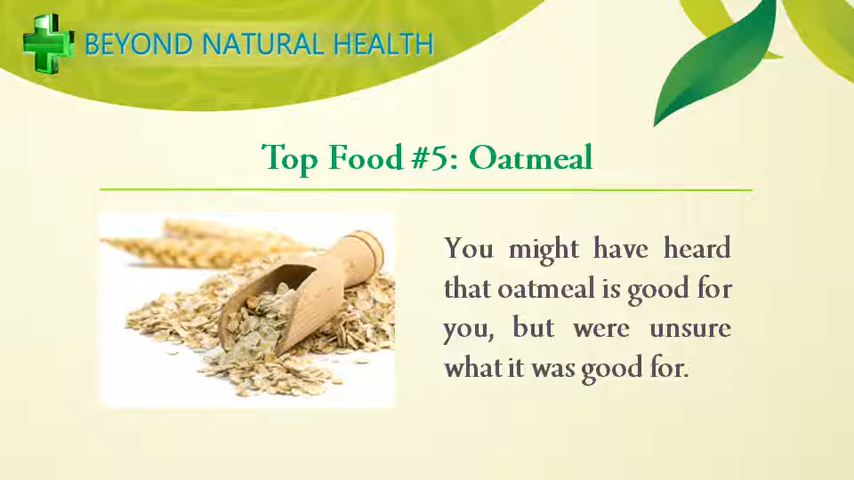 BEYOND NATURAL HEALTH
Top Food #5: Oatmeal
You might have heard
that oatmeal is good for
you, but were unsure
what it was good for.